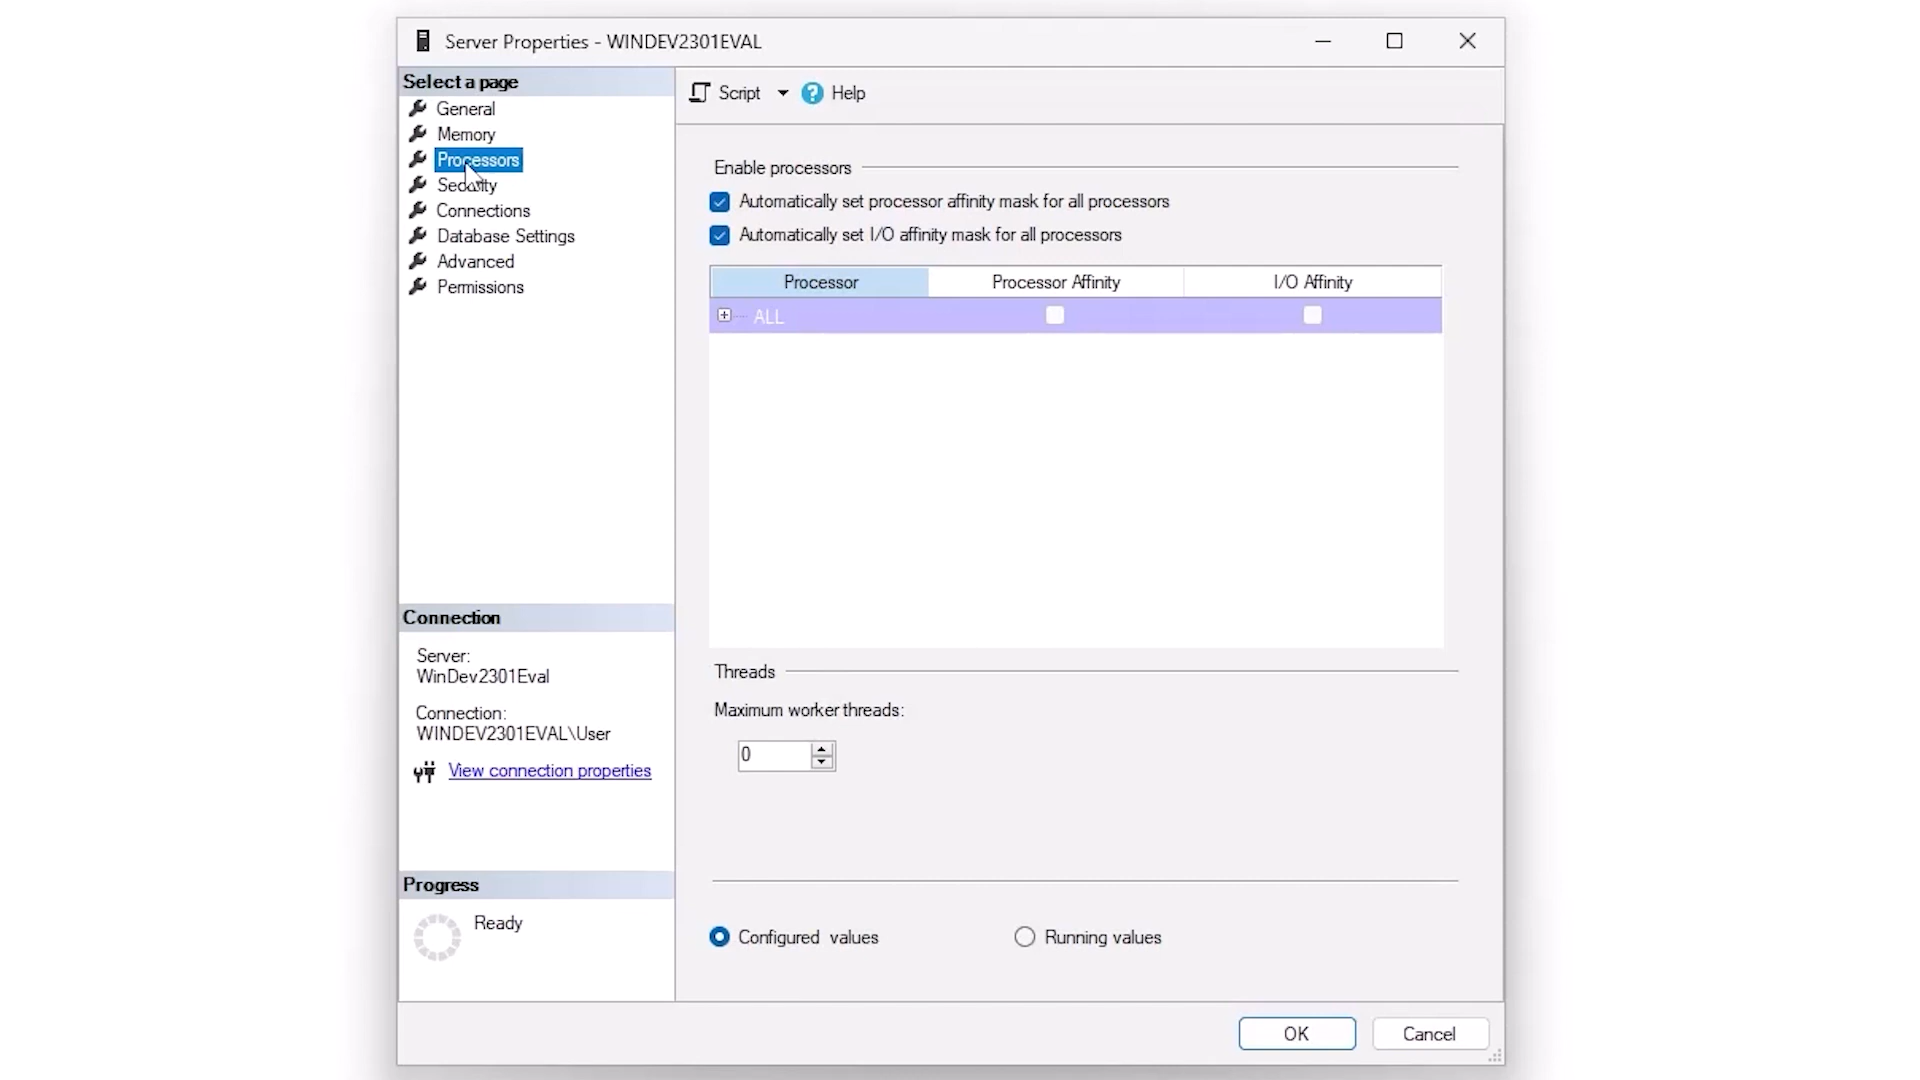 Server Properties - WINDEV2301EVAL
Select a page
General
Memory
Processors
Security
Connections
Database Settings
Advanced
Permissions
Script
Help
Enable processors
Automatically set processor affinity mask for all processors
Automatically set I/O affinity mask for all processors
Processor Processor Affinity I/O Affinity
ALL
Threads
Maximum worker threads:
0
Configured values
Running values
Connection
Server:
WinDev2301Eval
Connection:
WINDEV2301EVAL\User
View connection properties
Progress
Ready
OK
Cancel